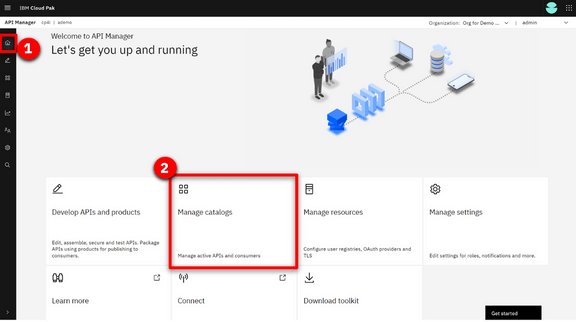 IBM Cloud Pak
API Manager cp4i | ademo Organization: Org for Demo ... admin
Welcome to API Manager
Let's get you up and running
1
2
Develop APIs and products
Edit, assemble, secure and test APIs. Package
APIs using products for publishing to
consumers.
Manage catalogs
Manage active APIs and consumers
Manage resources
Configure user registries, OAuth providers and
TLS
Manage settings
Edit settings for roles, notifications and more.
Learn more
Connect
Download toolkit
Get started